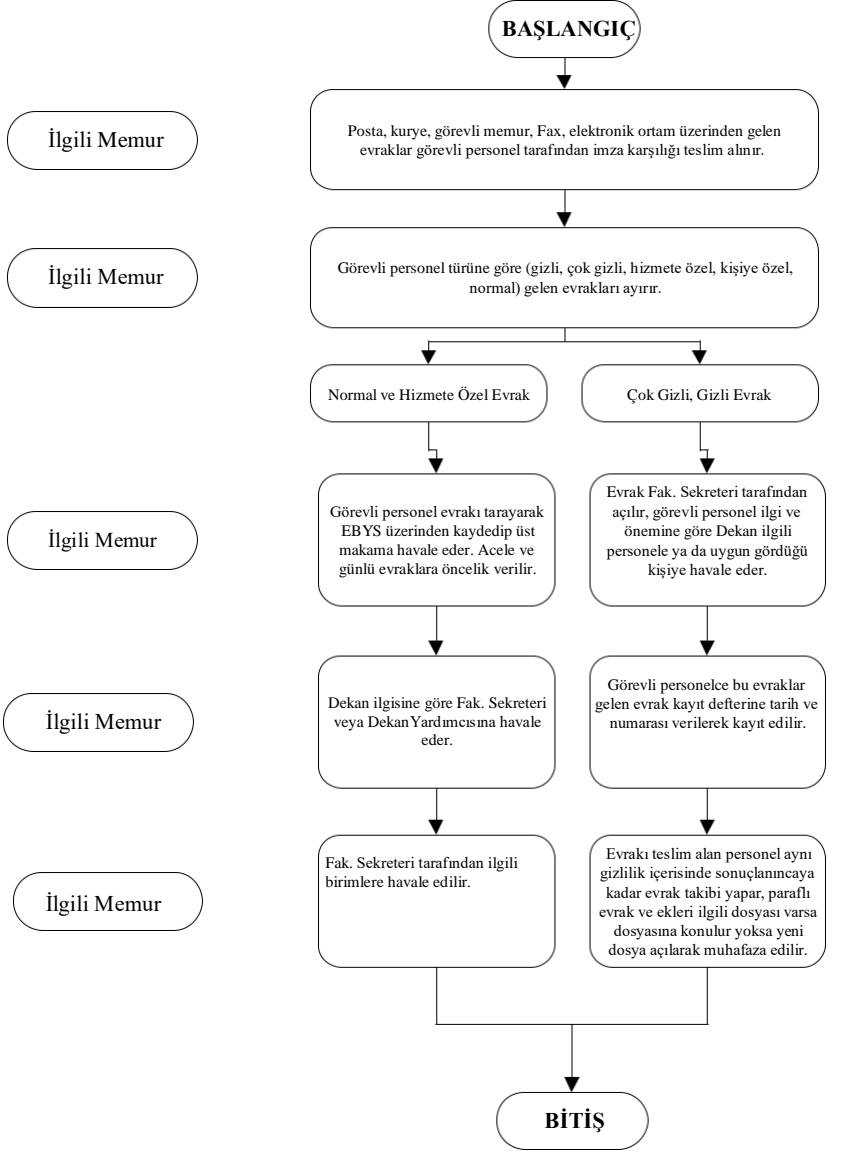 BAŞLANGIÇ
İlgili Memur
Posta, kurye, görevli memur, Fax, elektronik ortam üzerinden gelen
evraklar görevli personel tarafından imza karşılığı teslim alınır.
İlgili Memur
Görevli personel türüne göre (gizli, çok gizli, hizmete özel, kişiye özel,
normal) gelen evrakları ayırır.
Normal ve Hizmete Özel Evrak
Çok Gizli, Gizli Evrak
İlgili Memur
Görevli personel evrakı tarayarak
EBYS üzerinden kaydedip üst
makama havale eder. Acele ve
günlü evraklara öncelik verilir.
Evrak Fak. Sekreteri tarafından
açılır, görevli personel ilgi ve
önemine göre Dekan ilgili
personele ya da uygun gördüğü
kişiye havale eder.
İlgili Memur
Dekan ilgisine göre Fak. Sekreteri
veya Dekan Yardımcısına havale
eder.
Görevli personelce bu evraklar
gelen evrak kayıt defterine tarih ve
numarası verilerek kayıt edilir.
İlgili Memur
Fak. Sekreteri tarafından ilgili
birimlere havale edilir.
Evrakı teslim alan personel aynı
gizlilik içerisinde sonuçlanıncaya
kadar evrak takibi yapar, paraflı
evrak ve ekleri ilgili dosyası varsa
dosyasına konulur yoksa yeni
dosya açılarak muhafaza edilir.
BİTİŞ